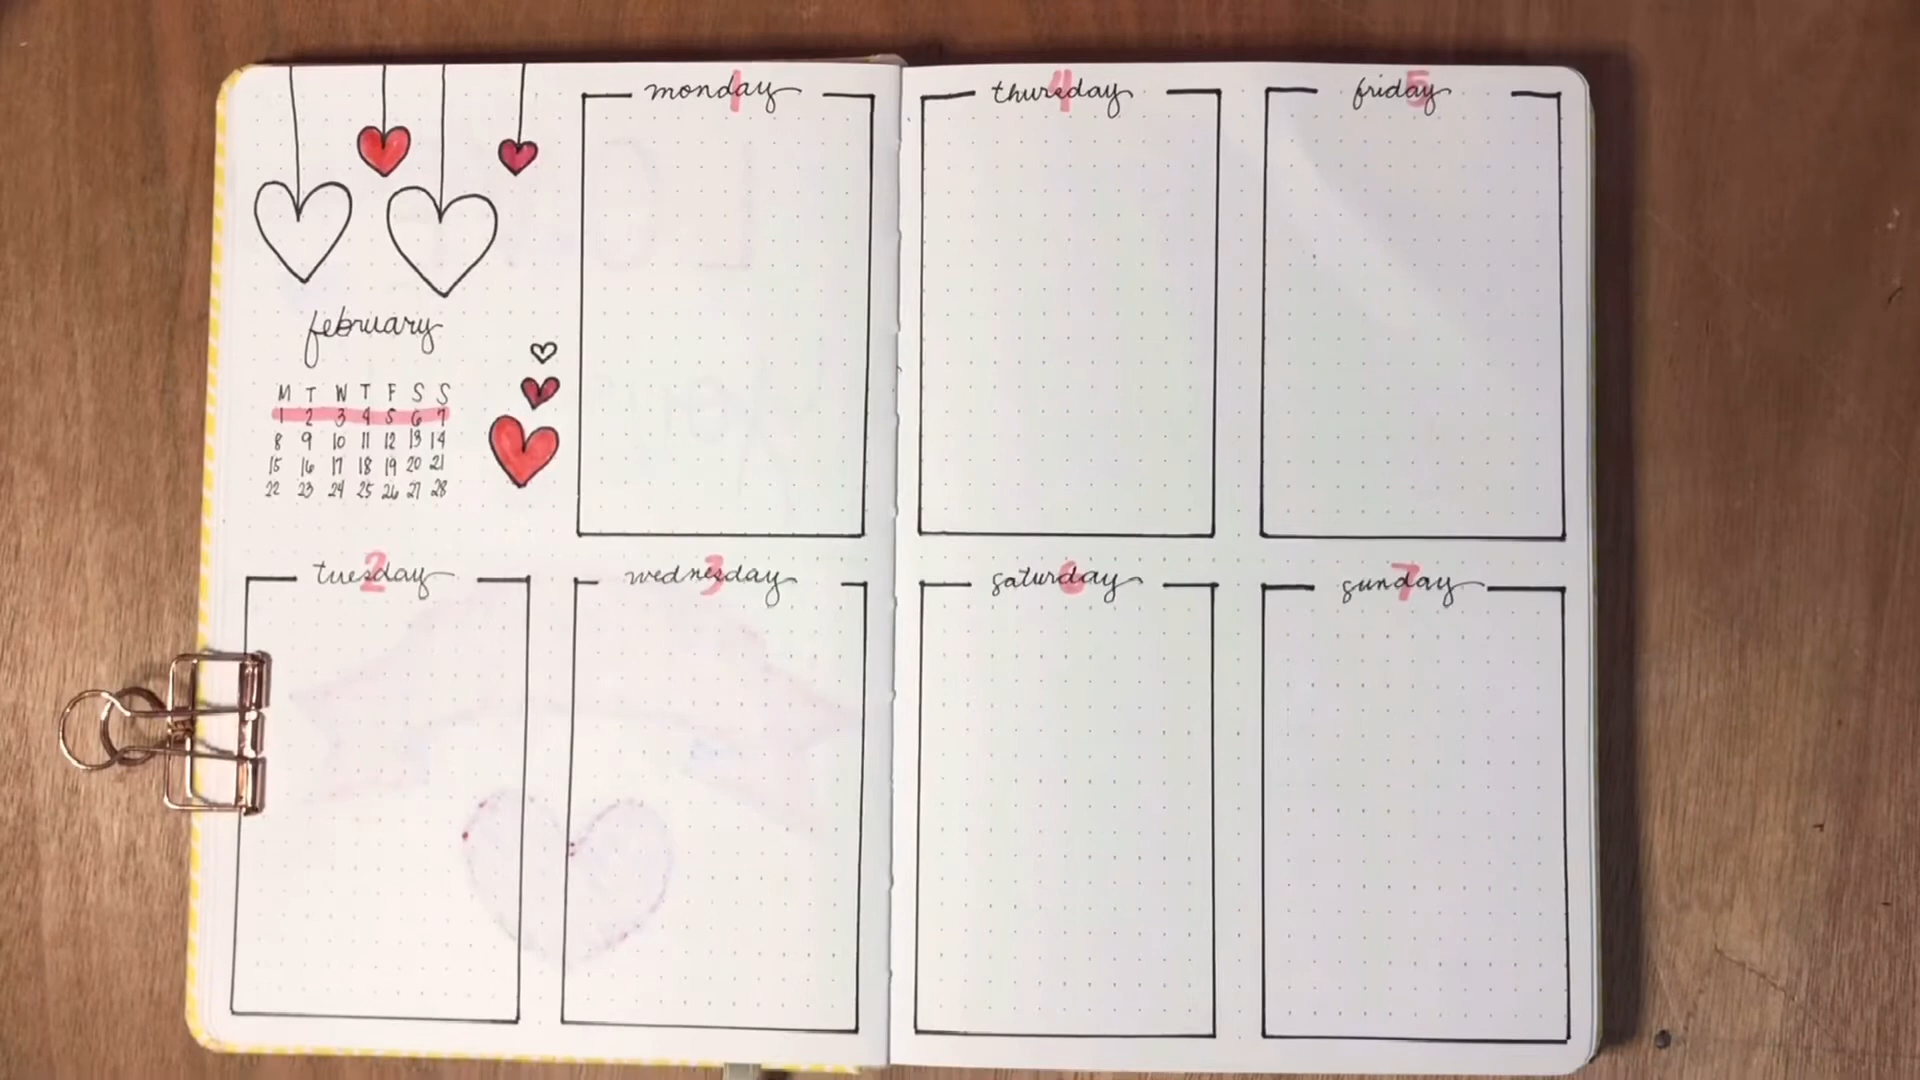 monday 1
february
M T W T F S S
1 2 3 4 5 6 7
8 9 10 11 12 13 14
15 16 17 18 19 20 21
22 23 24 25 26 27 28
tuesday 2
wednesday 3
thursday 4
friday 5
saturday 6
sunday 7